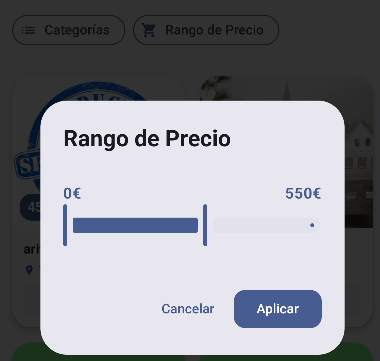 Categorías
Rango de Precio
Rango de Precio
0€
550€
Cancelar
Aplicar